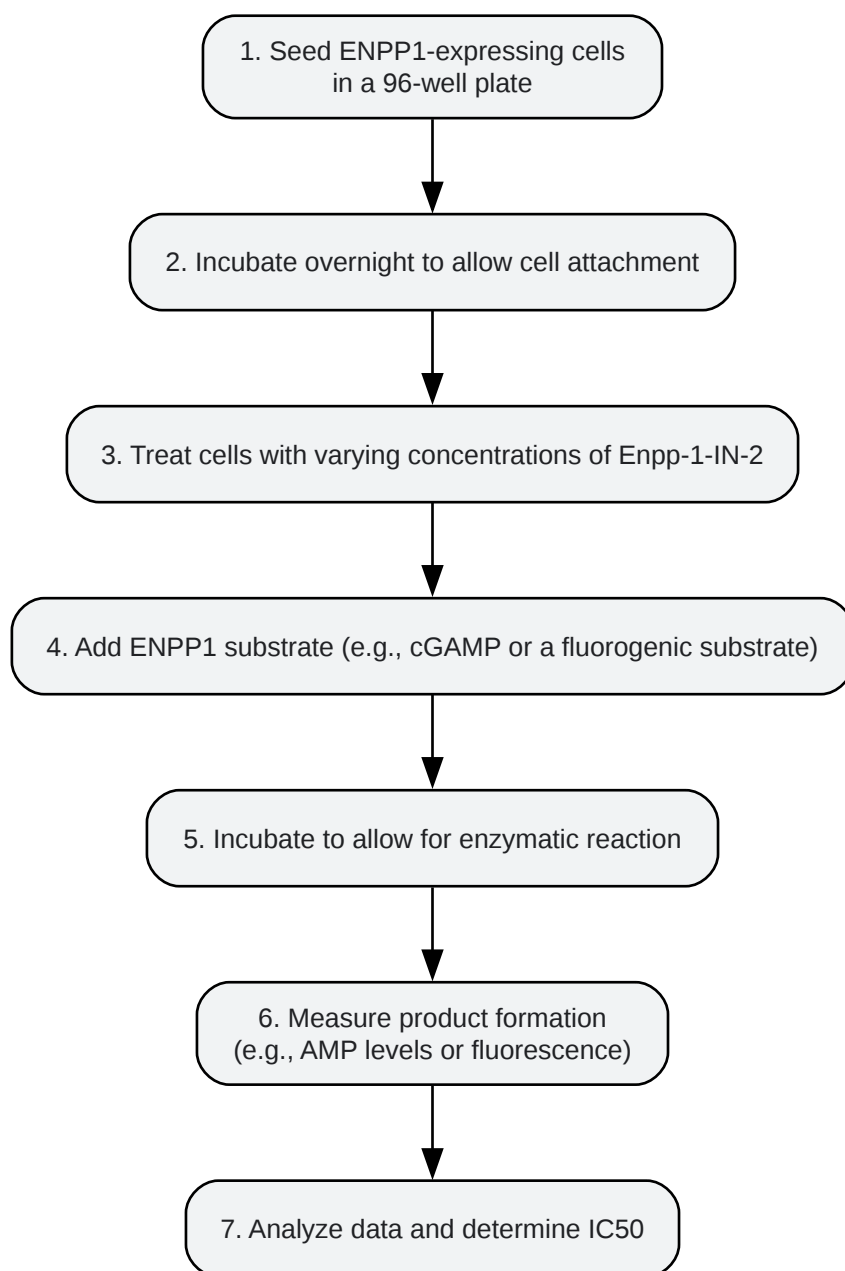 1. Seed ENPP1-expressing cells
in a 96-well plate
2. Incubate overnight to allow cell attachment
3. Treat cells with varying concentrations of Enpp-1-IN-2
4. Add ENPP1 substrate (e.g., cGAMP or a fluorogenic substrate)
5. Incubate to allow for enzymatic reaction
6. Measure product formation
(e.g., AMP levels or fluorescence)
7. Analyze data and determine IC50